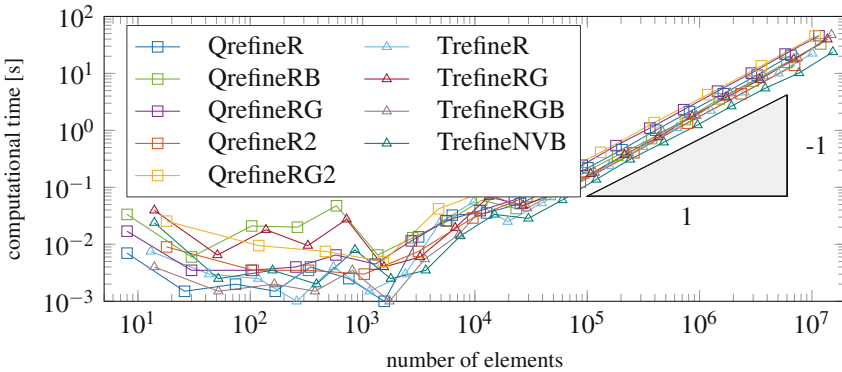 10^2
10^1
10^0
10^−1
10^−2
10^−3
computational time [s]
QrefineR
QrefineRB
QrefineRG
QrefineR2
QrefineRG2
TrefineR
TrefineRG
TrefineRGB
TrefineNVB
-1
1
10^1
10^2
10^3
10^4
10^5
10^6
10^7
number of elements